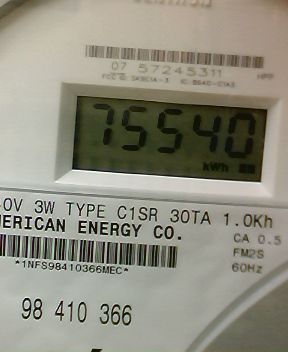 07 57245311 HPP
75540
kWh
0V 3W TYPE C1SR 30TA 1.0Kh
MERICAN ENERGY CO. CA 0.5
FM2S
*1NFS98410366MEC* 60Hz
98 410 366